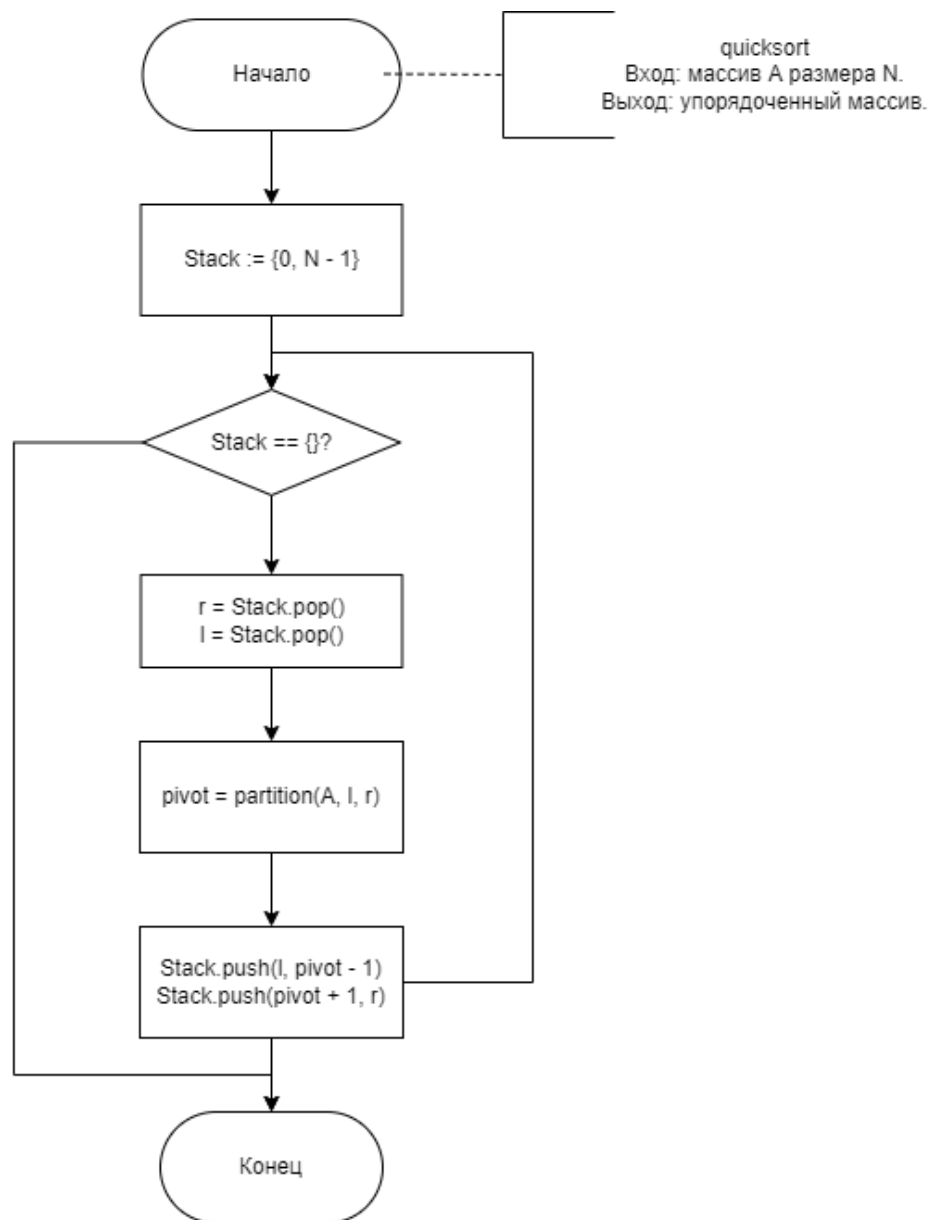 Начало
quicksort
Вход: массив A размера N.
Выход: упорядоченный массив.
Stack := {0, N - 1}
Stack == {}?
r = Stack.pop()
l = Stack.pop()
pivot = partition(A, l, r)
Stack.push(l, pivot - 1)
Stack.push(pivot + 1, r)
Конец